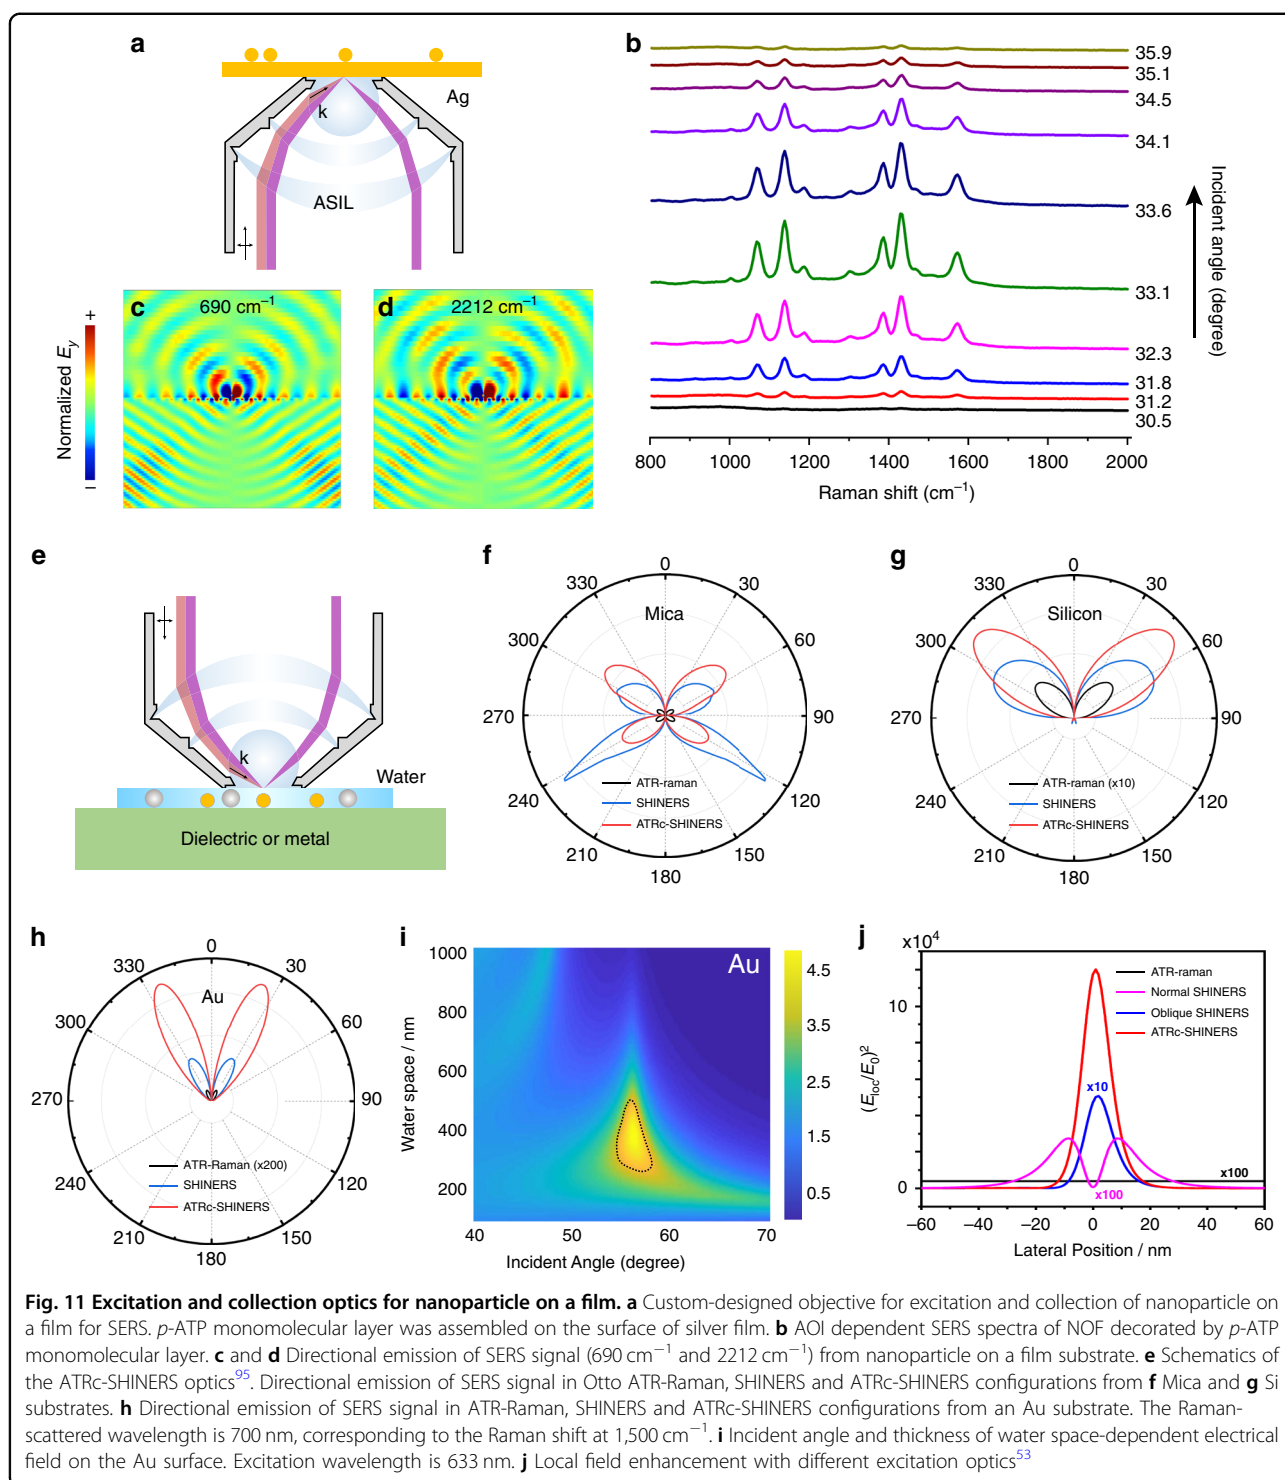 a
Ag
k
ASIL
b
35.9
35.1
34.5
34.1
33.6
33.1
32.3
31.8
31.2
30.5
Incident angle (degree)
800 1000 1200 1400 1600 1800 2000
Raman shift (cm⁻¹)
c 690 cm⁻¹
d 2212 cm⁻¹
+
Normalized Ey
−
e
k
Water
Dielectric or metal
f
0
330 30
Mica
300 60
270 90
240 120
210 150
180
ATR-raman
SHINERS
ATRc-SHINERS
g
0
330 30
Silicon
300 60
270 90
240 120
210 150
180
ATR-raman (x10)
SHINERS
ATRc-SHINERS
h
0
330 30
Au
300 60
270 90
240 120
210 150
180
ATR-Raman (x200)
SHINERS
ATRc-SHINERS
i
Au
1000
800
600
400
200
Water space / nm
40 50 60 70
Incident Angle (degree)
4.5
3.5
2.5
1.5
0.5
j
x10⁴
10
0
(Eloc/E0)²
ATR-raman
Normal SHINERS
Oblique SHINERS
ATRc-SHINERS
x10
x100
x100
−60 −40 −20 0 20 40 60
Lateral Position / nm
Fig. 11 Excitation and collection optics for nanoparticle on a film. a Custom-designed objective for excitation and collection of nanoparticle on
a film for SERS. p-ATP monomolecular layer was assembled on the surface of silver film. b AOI dependent SERS spectra of NOF decorated by p-ATP
monomolecular layer. c and d Directional emission of SERS signal (690 cm⁻¹ and 2212 cm⁻¹) from nanoparticle on a film substrate. e Schematics of
the ATRc-SHINERS optics⁹⁵. Directional emission of SERS signal in Otto ATR-Raman, SHINERS and ATRc-SHINERS configurations from f Mica and g Si
substrates. h Directional emission of SERS signal in ATR-Raman, SHINERS and ATRc-SHINERS configurations from an Au substrate. The Raman-
scattered wavelength is 700 nm, corresponding to the Raman shift at 1,500 cm⁻¹. i Incident angle and thickness of water space-dependent electrical
field on the Au surface. Excitation wavelength is 633 nm. j Local field enhancement with different excitation optics⁵³